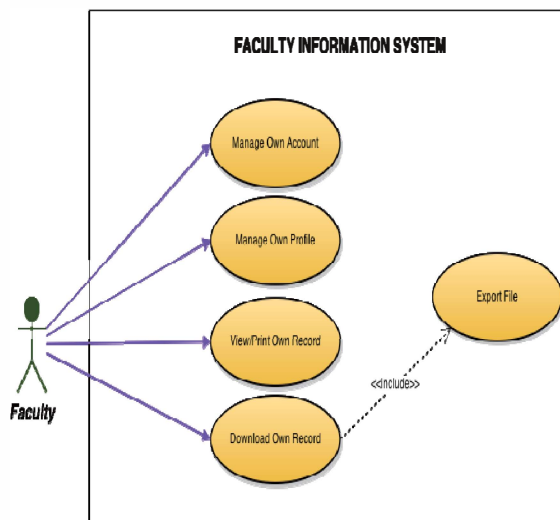 FACULTY INFORMATION SYSTEM
Manage Own Account
Manage Own Profile
Export File
View/Print Own Record
<<Include>>
Faculty
Download Own Record